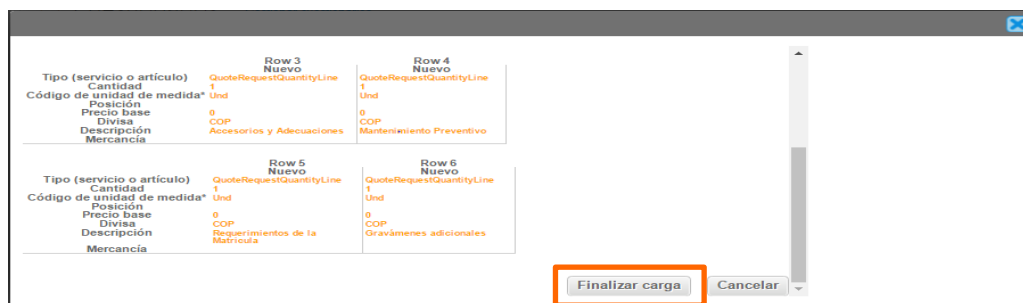 Row 3 Row 4
Nuevo Nuevo
Tipo (servicio o artículo) QuoteRequestQuantityLine QuoteRequestQuantityLine
Cantidad 1 1
Código de unidad de medida* Und Und
Posición
Precio base 0 0
Divisa COP COP
Descripción Accesorios y Adecuaciones Mantenimiento Preventivo
Mercancía
Row 5 Row 6
Nuevo Nuevo
Tipo (servicio o artículo) QuoteRequestQuantityLine QuoteRequestQuantityLine
Cantidad 1 1
Código de unidad de medida* Und Und
Posición
Precio base 0 0
Divisa COP COP
Descripción Requerimientos de la Gravámenes adicionales
Matricula
Mercancía
Finalizar carga Cancelar